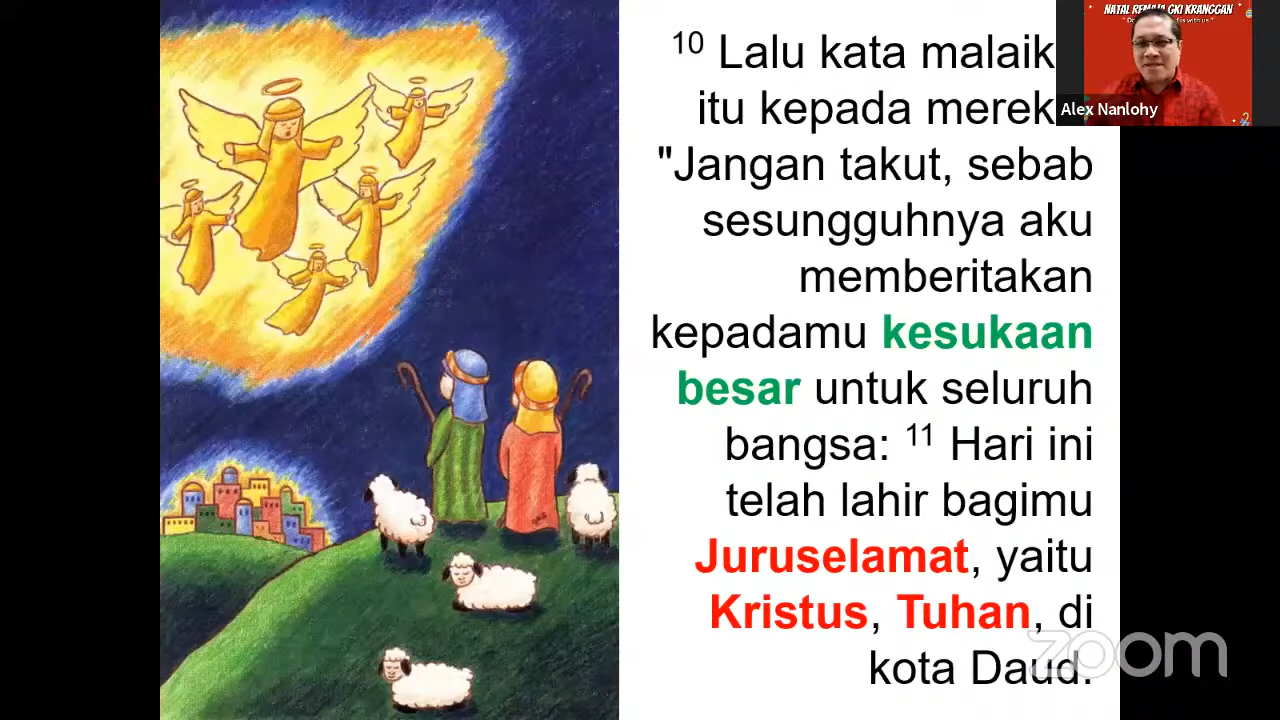 10 Lalu kata malaik
itu kepada merek
"Jangan takut, sebab
sesungguhnya aku
memberitakan
kepadamu kesukaan
besar untuk seluruh
bangsa: 11 Hari ini
telah lahir bagimu
Juruselamat, yaitu
Kristus, Tuhan, di
kota Daud.
NATAL REMAJA GKI KRANGGAN
Alex Nanlohy
zoom